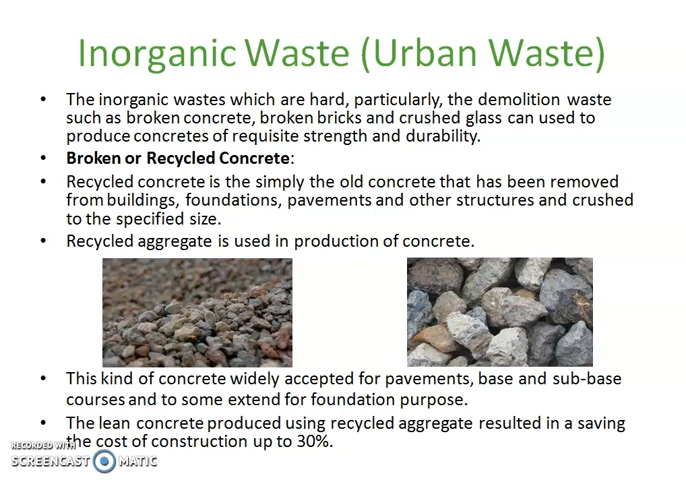 Inorganic Waste (Urban Waste)
• The inorganic wastes which are hard, particularly, the demolition waste
such as broken concrete, broken bricks and crushed glass can used to
produce concretes of requisite strength and durability.
• Broken or Recycled Concrete:
• Recycled concrete is the simply the old concrete that has been removed
from buildings, foundations, pavements and other structures and crushed
to the specified size.
• Recycled aggregate is used in production of concrete.
• This kind of concrete widely accepted for pavements, base and sub-base
courses and to some extend for foundation purpose.
• The lean concrete produced using recycled aggregate resulted in a saving
the cost of construction up to 30%.
RECORDED WITH
SCREENCAST MATIC